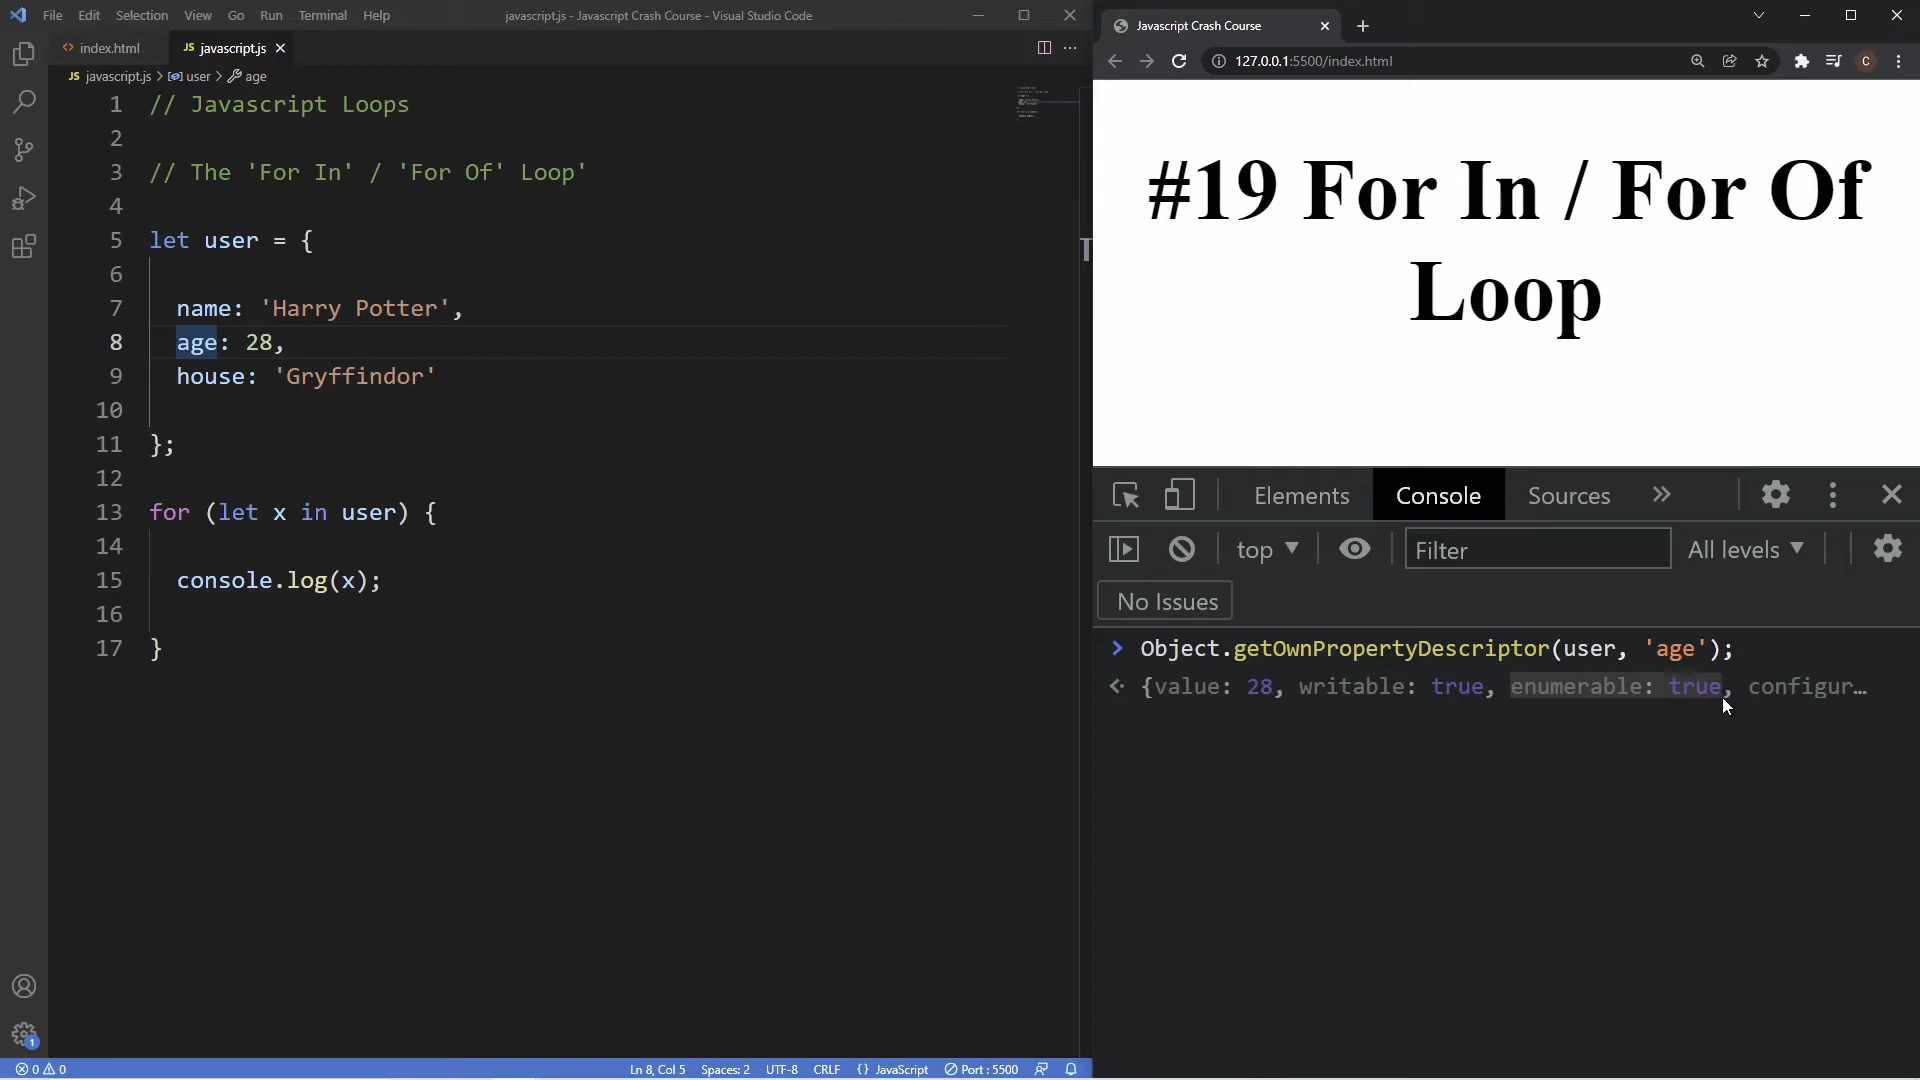 File Edit Selection View Go Run Terminal Help
javascript.js - Javascript Crash Course - Visual Studio Code
index.html
JS javascript.js
JS javascript.js > user > age
1 // Javascript Loops
2
3 // The 'For In' / 'For Of' Loop'
4
5 let user = {
6
7 name: 'Harry Potter',
8 age: 28,
9 house: 'Gryffindor'
10
11 };
12
13 for (let x in user) {
14
15 console.log(x);
16
17 }
1
0 0
Ln 8, Col 5 Spaces: 2 UTF-8 CRLF {} JavaScript Port : 5500
Javascript Crash Course
127.0.0.1:5500/index.html
C
#19 For In / For Of
Loop
Elements Console Sources »
top Filter All levels
No Issues
> Object.getOwnPropertyDescriptor(user, 'age');
{value: 28, writable: true, enumerable: true, configur…